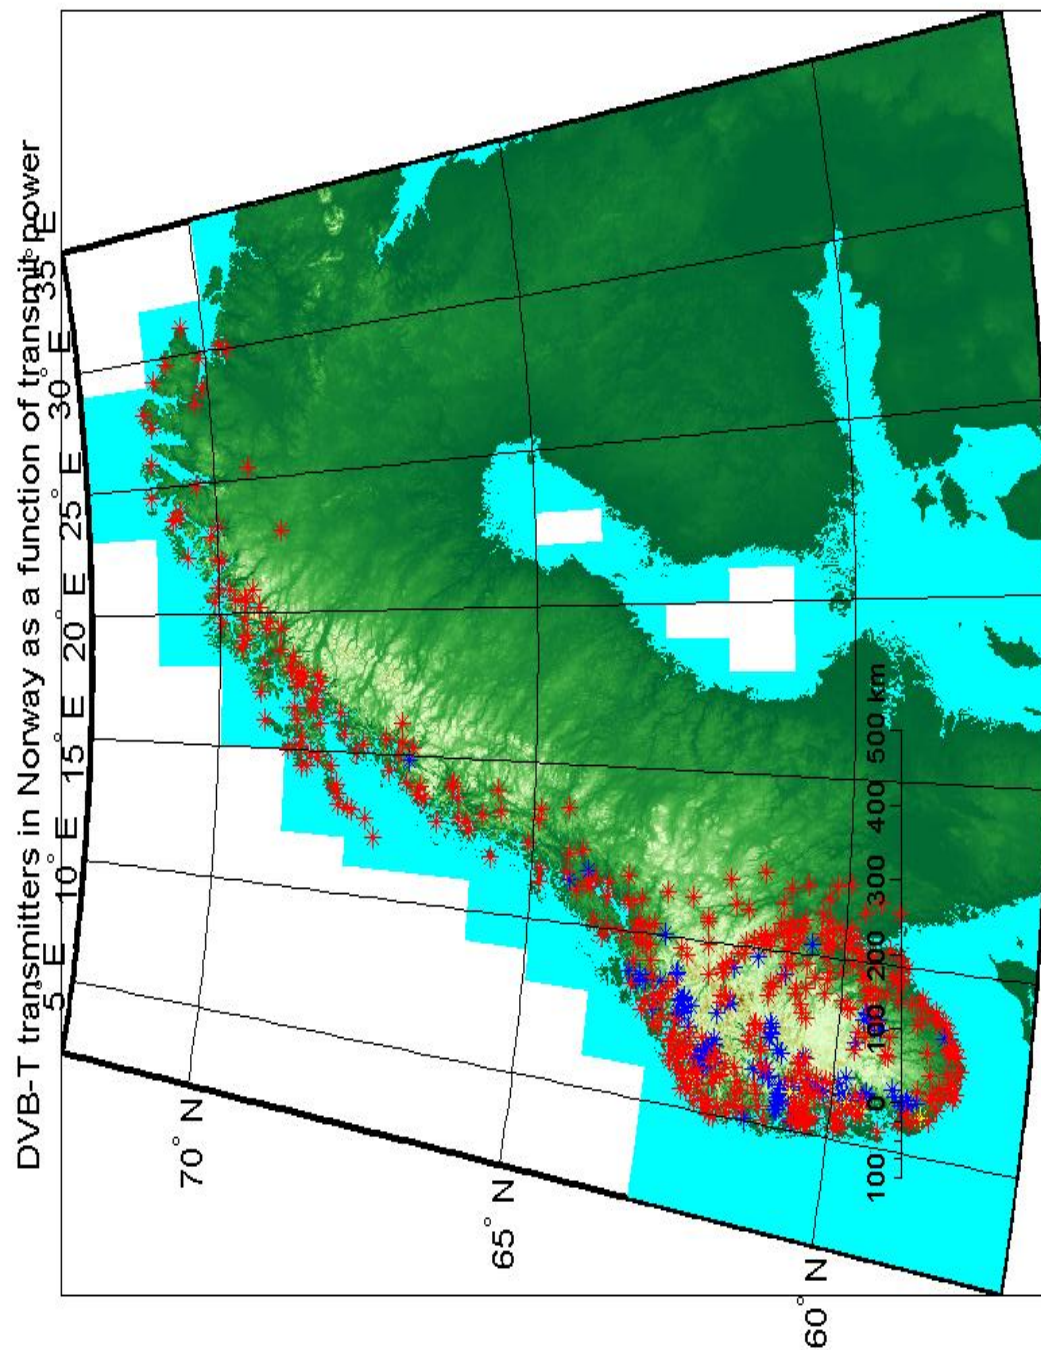 DVB-T transmitters in Norway as a function of transmit power
5° E
10° E
15° E
20° E
25° E
30° E
35° E
70° N
65° N
60° N
100 0 100 200 300 400 500 km